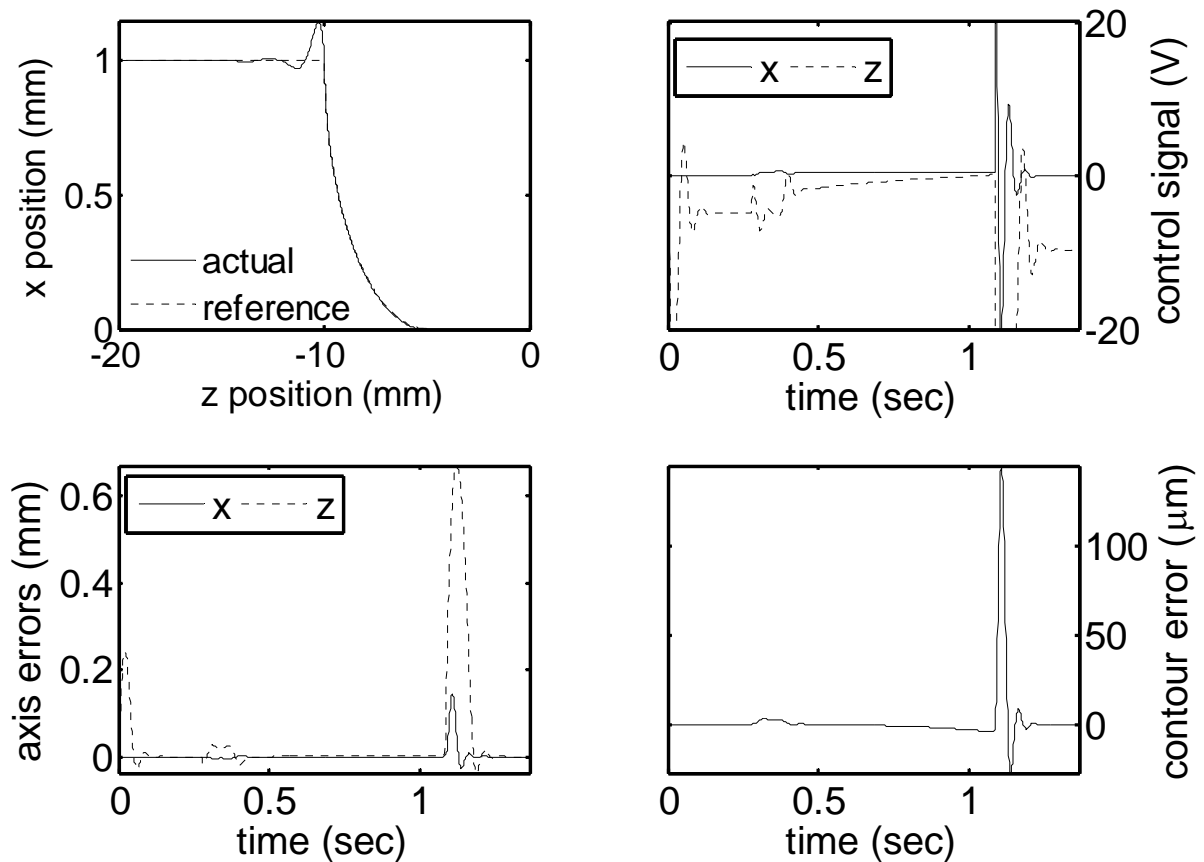 x position (mm)
1
0.5
0
actual
reference
-20
-10
0
z position (mm)
x
z
20
0
-20
control signal (V)
0
0.5
1
time (sec)
axis errors (mm)
0.6
0.4
0.2
0
x
z
0
0.5
1
time (sec)
100
50
0
contour error (μm)
0
0.5
1
time (sec)